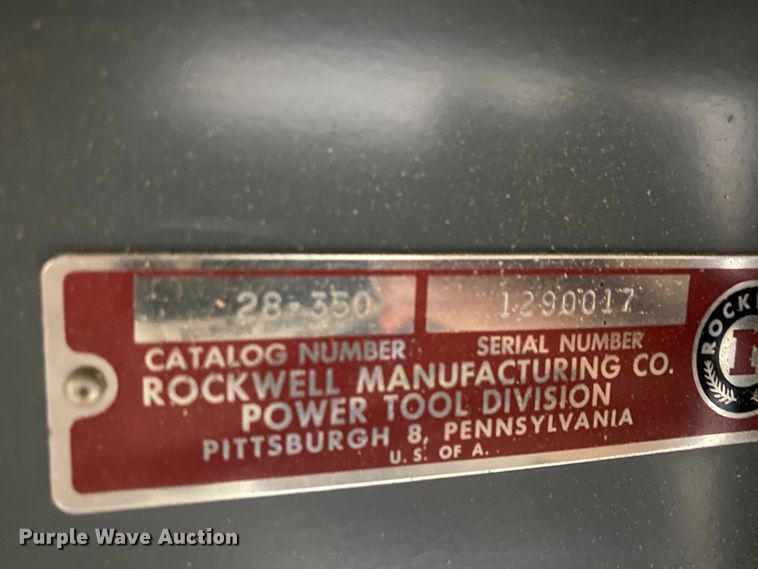 28-350 1290017
CATALOG NUMBER SERIAL NUMBER
ROCKWELL MANUFACTURING CO.
POWER TOOL DIVISION
PITTSBURGH 8, PENNSYLVANIA
U.S. OF A.
ROCKW
R
Purple Wave Auction